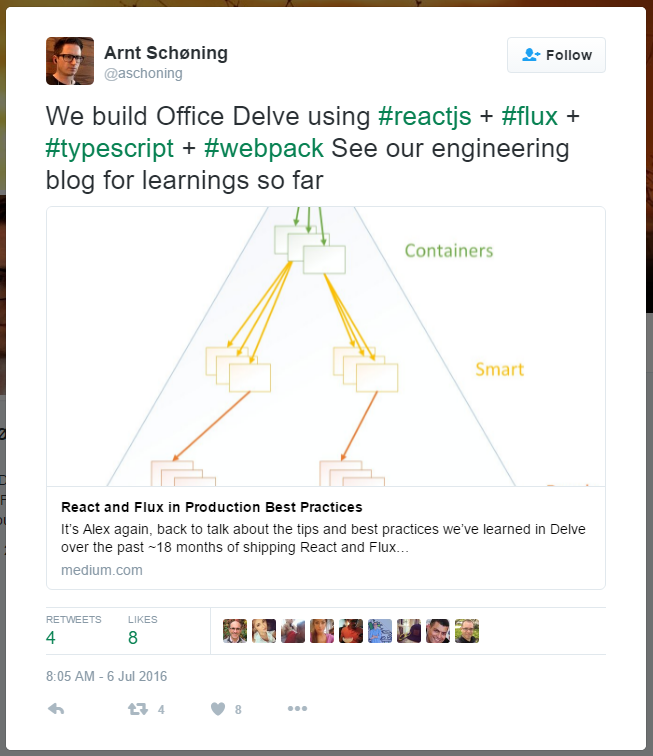 Arnt Schøning
@aschoning
Follow
We build Office Delve using #reactjs + #flux +
#typescript + #webpack See our engineering
blog for learnings so far
Containers
Smart
React and Flux in Production Best Practices
It's Alex again, back to talk about the tips and best practices we've learned in Delve
over the past ~18 months of shipping React and Flux…
medium.com
RETWEETS LIKES
4 8
8:05 AM - 6 Jul 2016
4 8